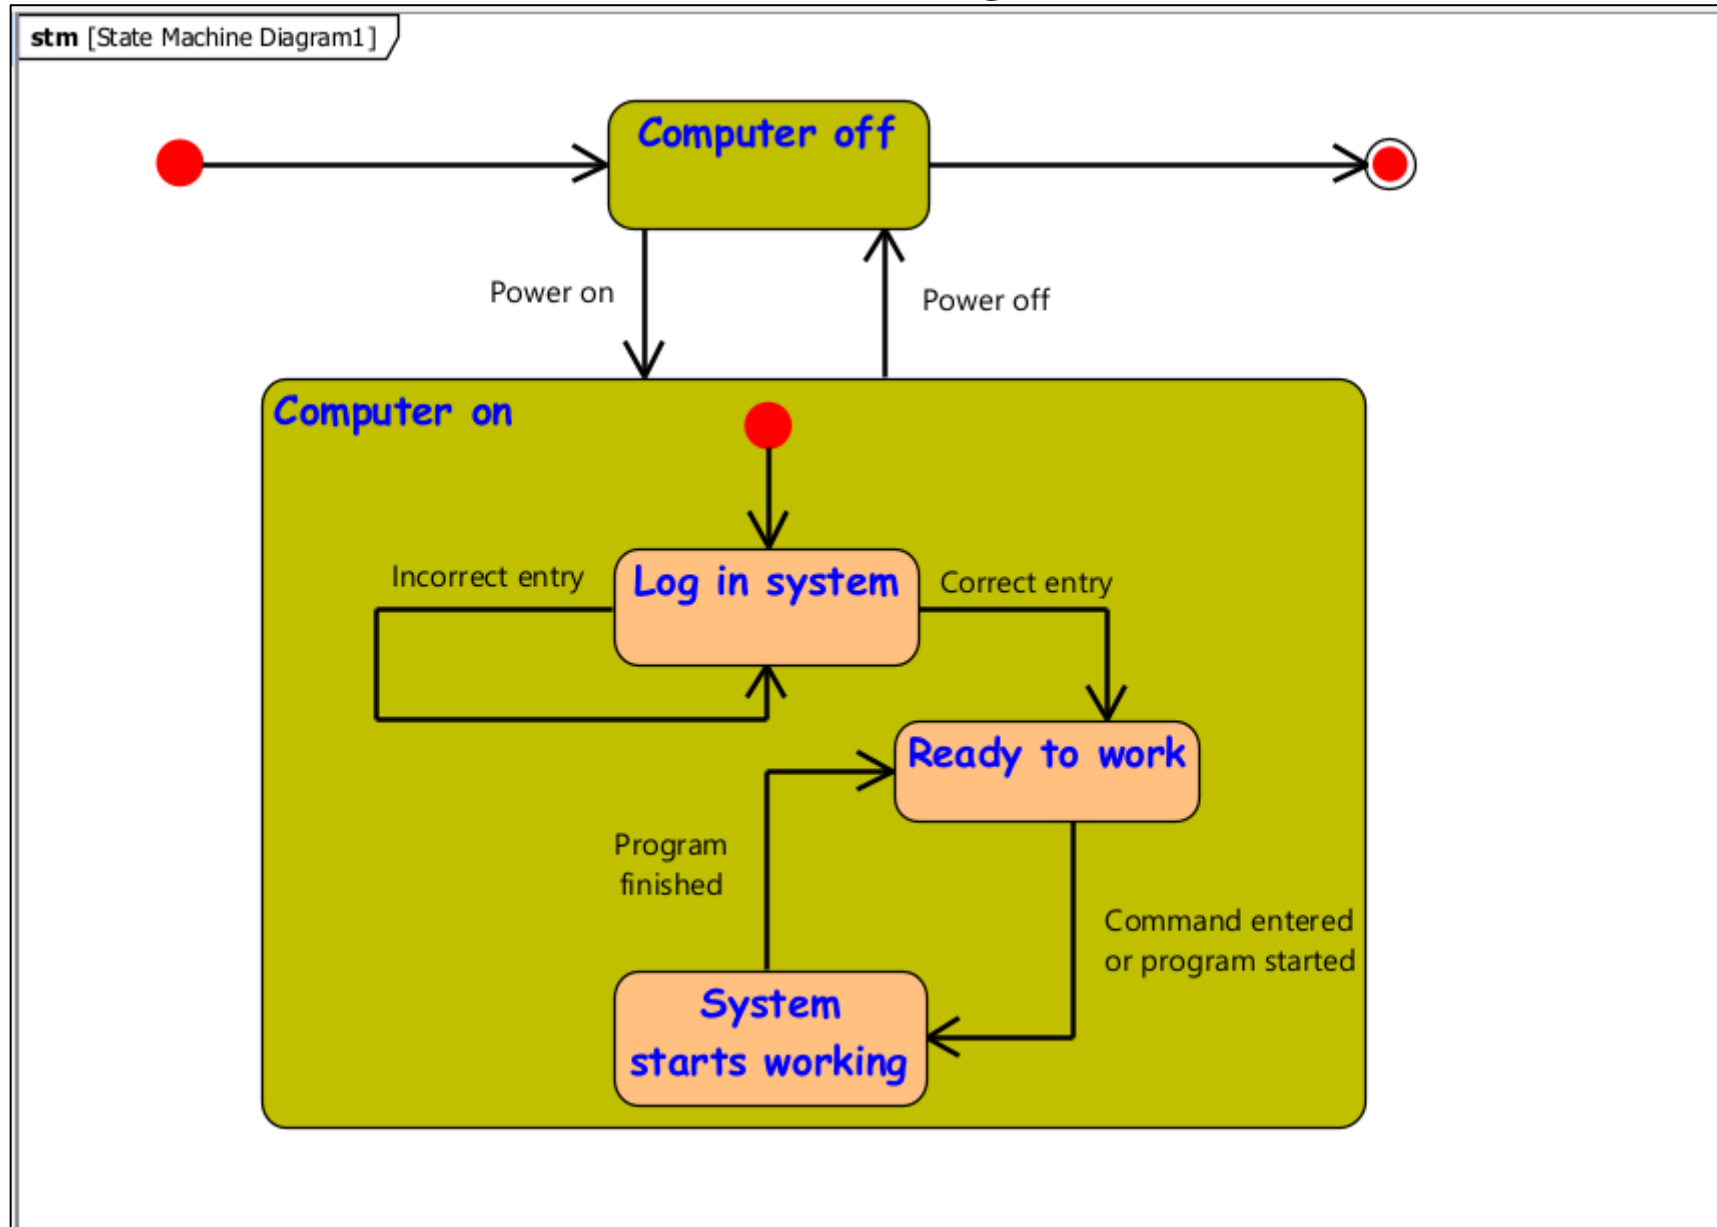 stm [State Machine Diagram1]
Computer off
Power on
Power off
Computer on
Incorrect entry
Log in system
Correct entry
Ready to work
Program
finished
Command entered
or program started
System
starts working